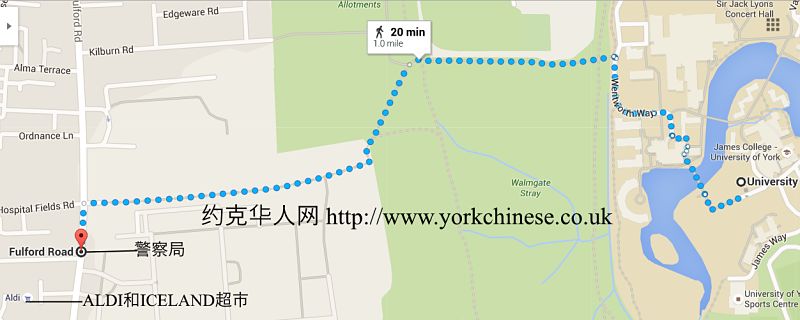 Edgeware Rd
Fulford Rd
Kilburn Rd
Alma Terrace
Ordnance Ln
Hospital Fields Rd
Fulford Road
警察局
Aldi
ALDI和ICELAND超市
Allotments
20 min
1.0 mile
Walmgate
Stray
约克华人网 http://www.yorkchinese.co.uk
Sir Jack Lyons
Concert Hall
Wentworth Way
James College -
University of York
University
James Way
University of Yo
Sports Centre